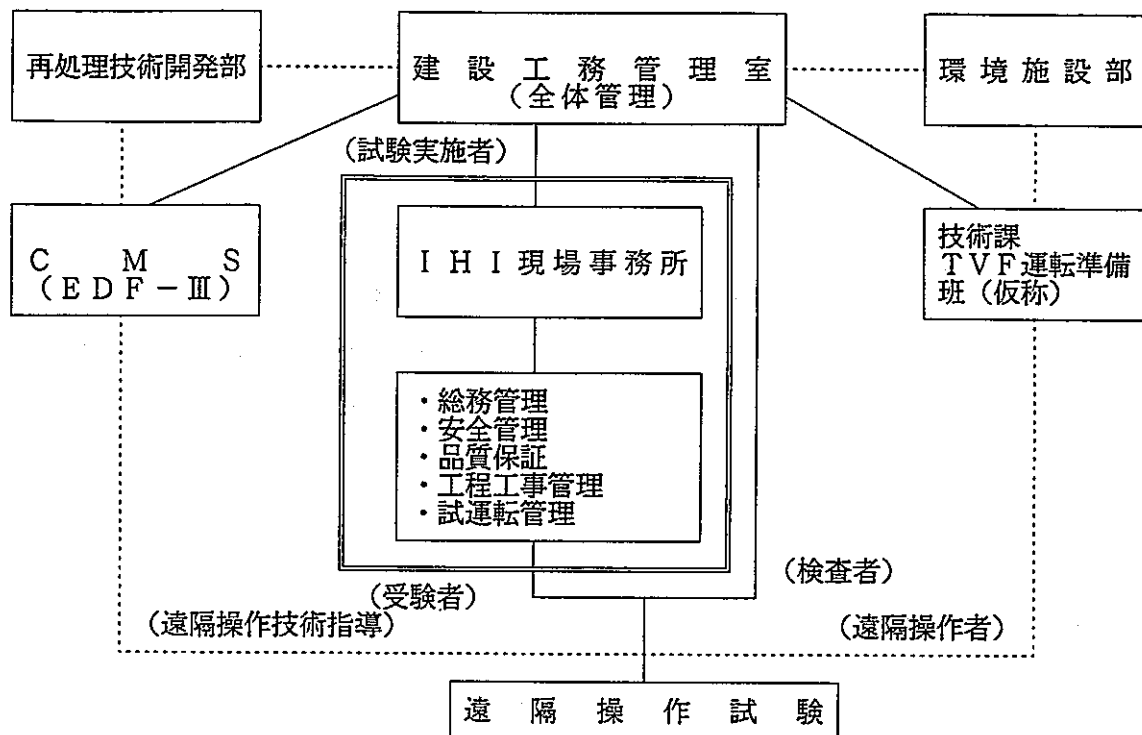 再処理技術開発部
建設工務管理室
(全体管理)
環境施設部
(試験実施者)
CMS
(EDF-Ⅲ)
IHI現場事務所
技術課
TVF運転準備
班(仮称)
・総務管理
・安全管理
・品質保証
・工程工事管理
・試運転管理
(検査者)
(受験者)
(遠隔操作技術指導)
(遠隔操作者)
遠隔操作試験